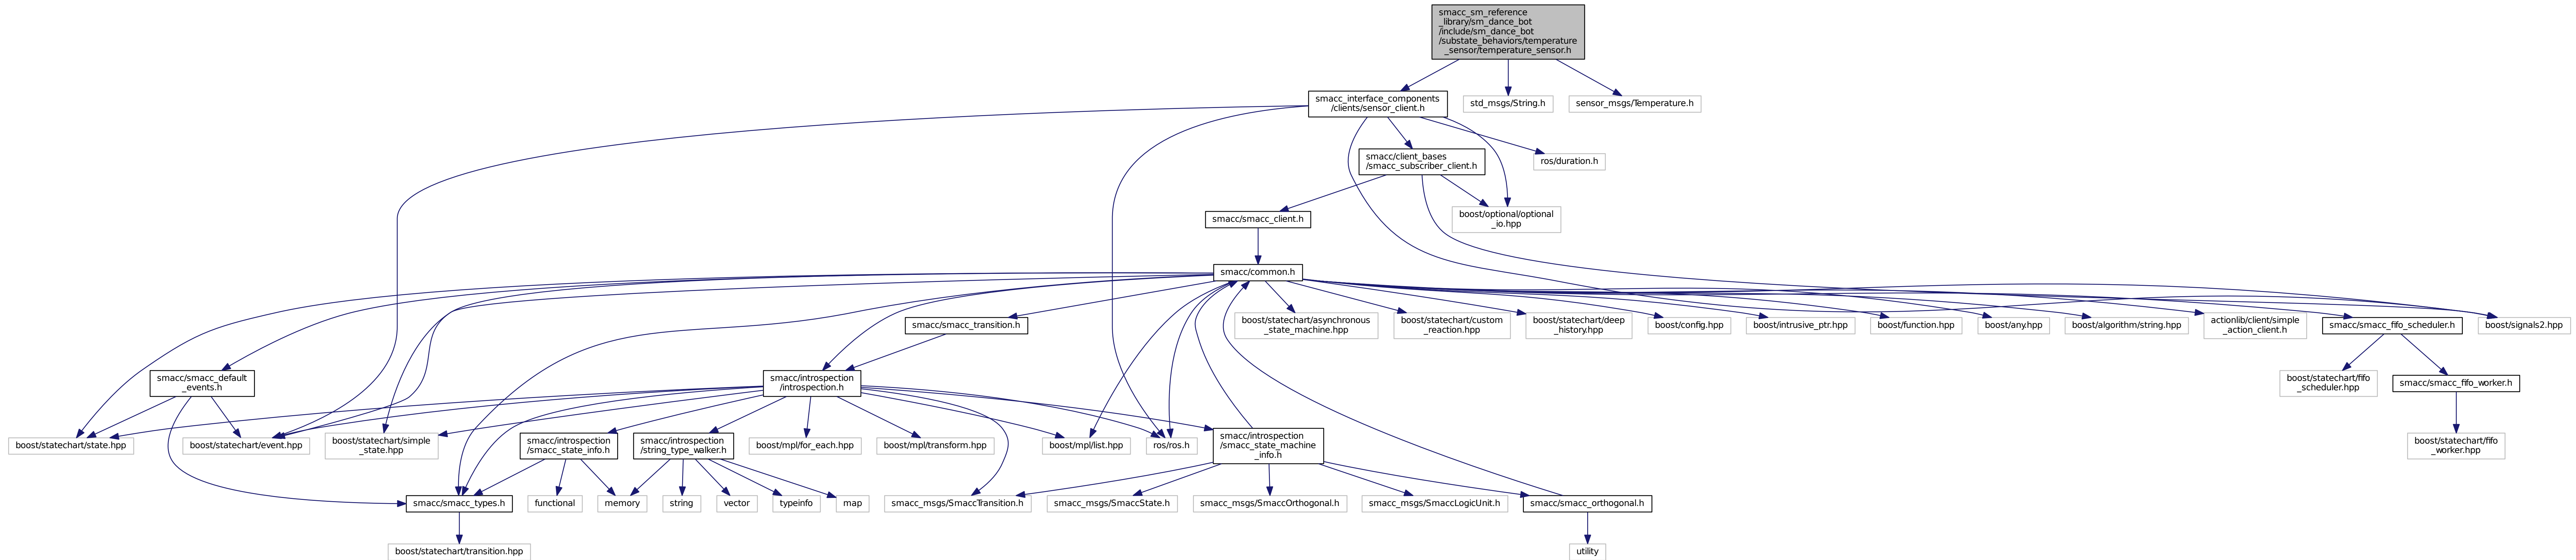 smacc_sm_reference
_library/sm_dance_bot
/include/sm_dance_bot
/substate_behaviors/temperature
_sensor/temperature_sensor.h
smacc_interface_components
/clients/sensor_client.h
std_msgs/String.h
sensor_msgs/Temperature.h
smacc/client_bases
/smacc_subscriber_client.h
ros/duration.h
smacc/smacc_client.h
boost/optional/optional
_io.hpp
smacc/common.h
smacc/smacc_transition.h
boost/statechart/asynchronous
_state_machine.hpp
boost/statechart/custom
_reaction.hpp
boost/statechart/deep
_history.hpp
boost/config.hpp
boost/intrusive_ptr.hpp
boost/function.hpp
boost/any.hpp
boost/algorithm/string.hpp
actionlib/client/simple
_action_client.h
smacc/smacc_fifo_scheduler.h
boost/signals2.hpp
smacc/smacc_default
_events.h
smacc/introspection
/introspection.h
boost/statechart/fifo
_scheduler.hpp
smacc/smacc_fifo_worker.h
boost/statechart/state.hpp
boost/statechart/event.hpp
boost/statechart/simple
_state.hpp
smacc/introspection
/smacc_state_info.h
smacc/introspection
/string_type_walker.h
boost/mpl/for_each.hpp
boost/mpl/transform.hpp
boost/mpl/list.hpp
ros/ros.h
smacc/introspection
/smacc_state_machine
_info.h
boost/statechart/fifo
_worker.hpp
smacc/smacc_types.h
functional
memory
string
vector
typeinfo
map
smacc_msgs/SmaccTransition.h
smacc_msgs/SmaccState.h
smacc_msgs/SmaccOrthogonal.h
smacc_msgs/SmaccLogicUnit.h
smacc/smacc_orthogonal.h
boost/statechart/transition.hpp
utility